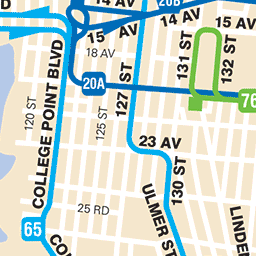 14 AV
20B
14 AV
15 AV
15 AV
18 AV
20A
127 ST
131 ST
132 ST
76
120 ST
125 ST
COLLEGE POINT BLVD
23 AV
130 ST
25 RD
65
ULMER ST
LINDEN